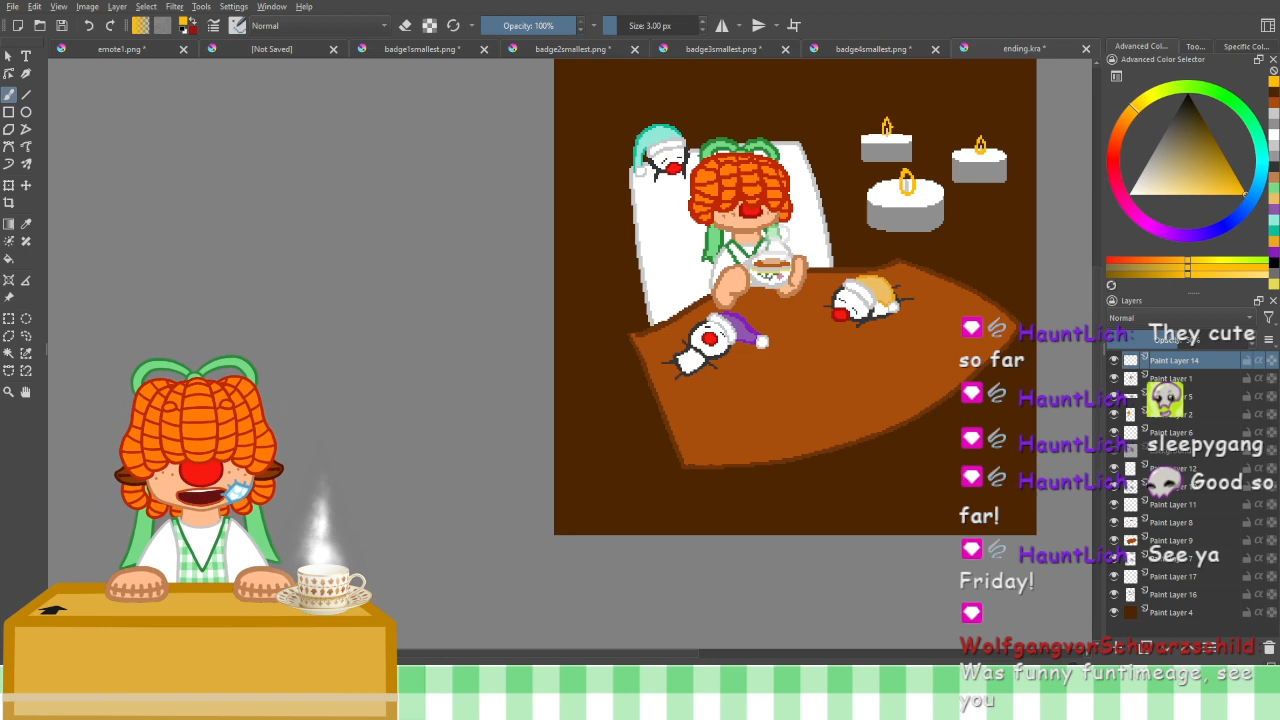 File Edit View Image Layer Select Filter Tools Settings Window Help
Normal Opacity: 100% Size: 3.00 px
emote1.png * [Not Saved] badge1smallest.png * badge2smallest.png * badge3smallest.png * badge4smallest.png * ending.kra *
Advanced Col... Too... Specific Col...
Advanced Color Selector
Layers
Normal
Paint Layer 14
Paint Layer 1
Paint Layer 6
Paint Layer 11
Paint Layer 8
Paint Layer 9
Paint Layer 17
Paint Layer 16
Paint Layer 4
HauntLich: They cute
so far
HauntLich
HauntLich sleepygang
HauntLich Good so
far!
HauntLich See ya
Friday!
WolfgangvonSchwarzschild
Was funny funtimeage, see
you